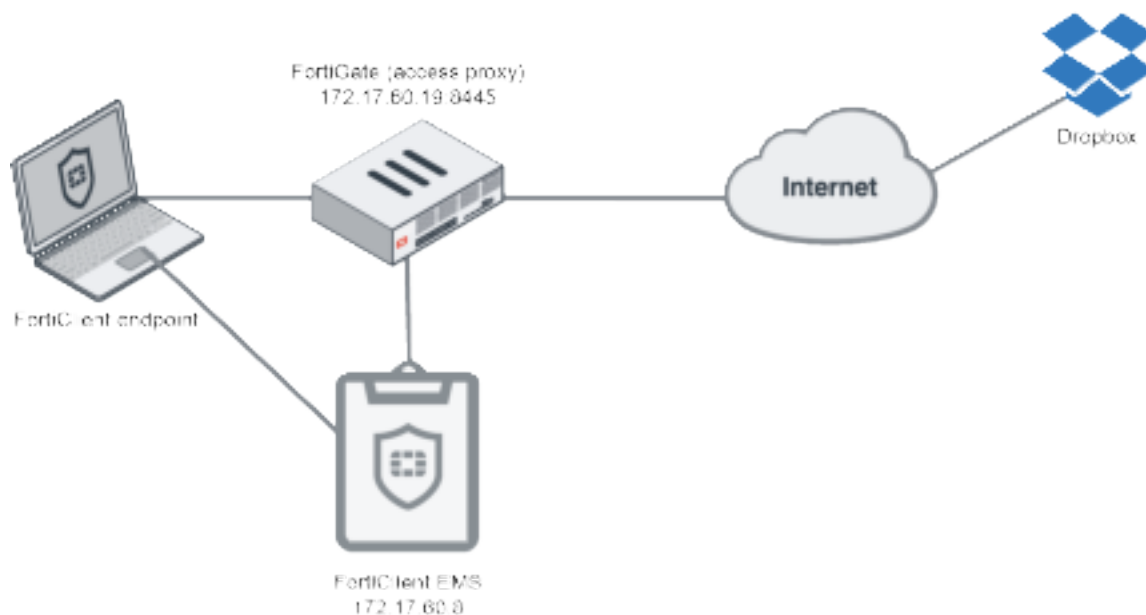 FortiGate (access proxy)
172.17.60.19:8445
Dropbox
Internet
FortiClient endpoint
FortiClient EMS
172.17.60.8